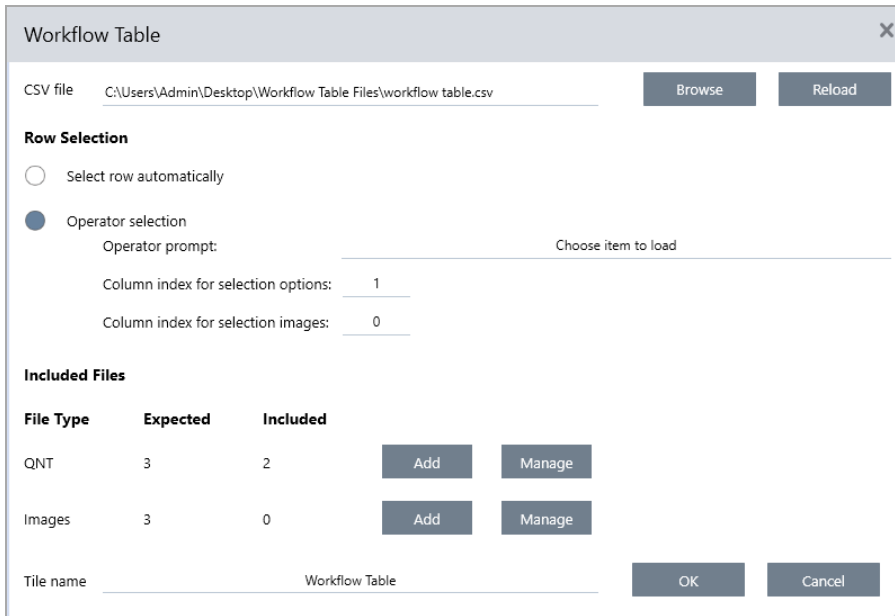 Workflow Table
CSV file C:\Users\Admin\Desktop\Workflow Table Files\workflow table.csv Browse Reload
Row Selection
Select row automatically
Operator selection
Operator prompt: Choose item to load
Column index for selection options: 1
Column index for selection images: 0
Included Files
File Type Expected Included
QNT 3 2 Add Manage
Images 3 0 Add Manage
Tile name Workflow Table OK Cancel